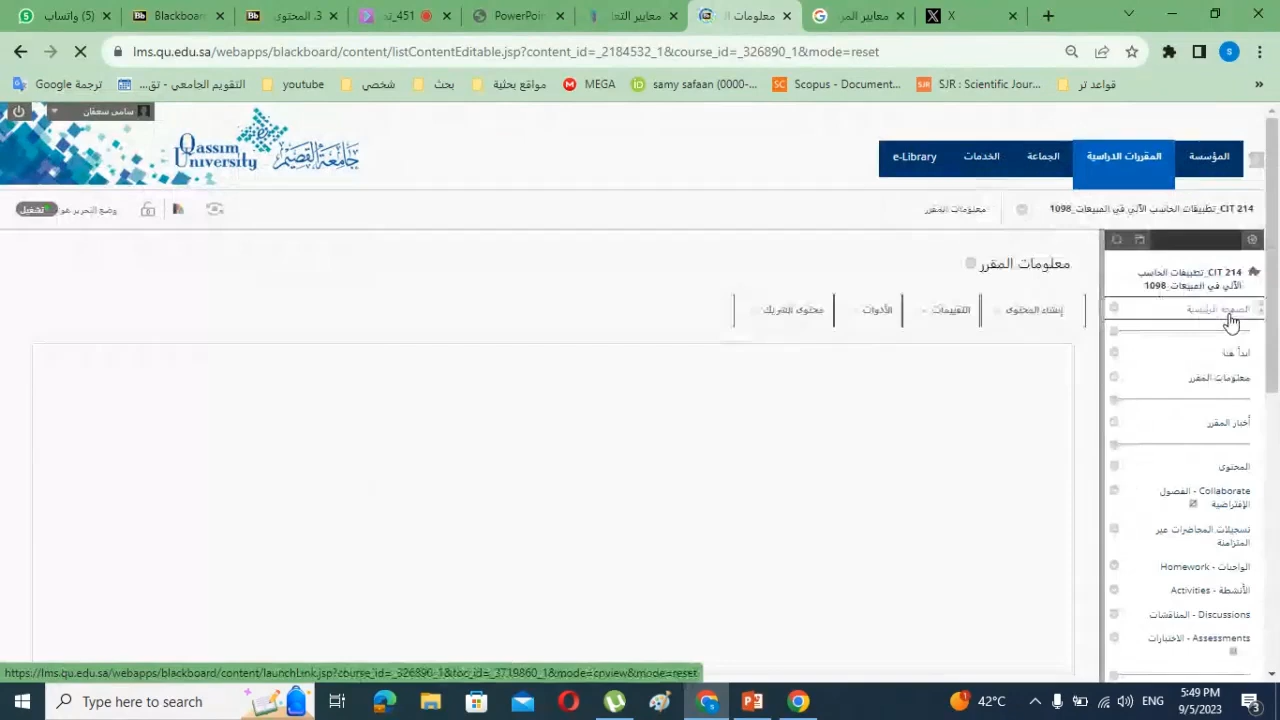 واتساب (5)
Blackboard
3. المحتوى
451_تد
PowerPoin
معايير التعا
معلومات ال
معايير المر
X
lms.qu.edu.sa/webapps/blackboard/content/listContentEditable.jsp?content_id=_2184532_1&course_id=_326890_1&mode=reset
S
ترجمة Google
التقويم الجامعي - تق...
youtube
شخصي
بحث
مواقع بحثية
MEGA
samy safaan (0000-...
Scopus - Document...
SJR : Scientific Jour...
قواعد تر
»
سامى سعفان
Qassim University
جامعة القصيم
المؤسسة
المقررات الدراسية
الجماعة
الخدمات
e-Library
CIT 214_تطبيقات الحاسب الآلي في المبيعات_1098
معلومات المقرر
وضع التحرير هو:
تشغيل
معلومات المقرر
إنشاء المحتوى
التقييمات
الأدوات
محتوى الشريك
CIT 214_تطبيقات الحاسب
الآلي في المبيعات_1098
الصفحة الرئيسية
ابدأ هنا
معلومات المقرر
أخبار المقرر
المحتوى
Collaborate - الفصول
الإفتراضية
تسجيلات المحاضرات غير
المتزامنة
الواجبات - Homework
الأنشطة - Activities
المناقشات - Discussions
الاختبارات - Assessments
https://lms.qu.edu.sa/webapps/blackboard/content/launchLink.jsp?course_id=_326890_1&toc_id=_3719860_1&mode=cpview&mode=reset
Type here to search
42°C
ENG
5:49 PM
9/5/2023
3